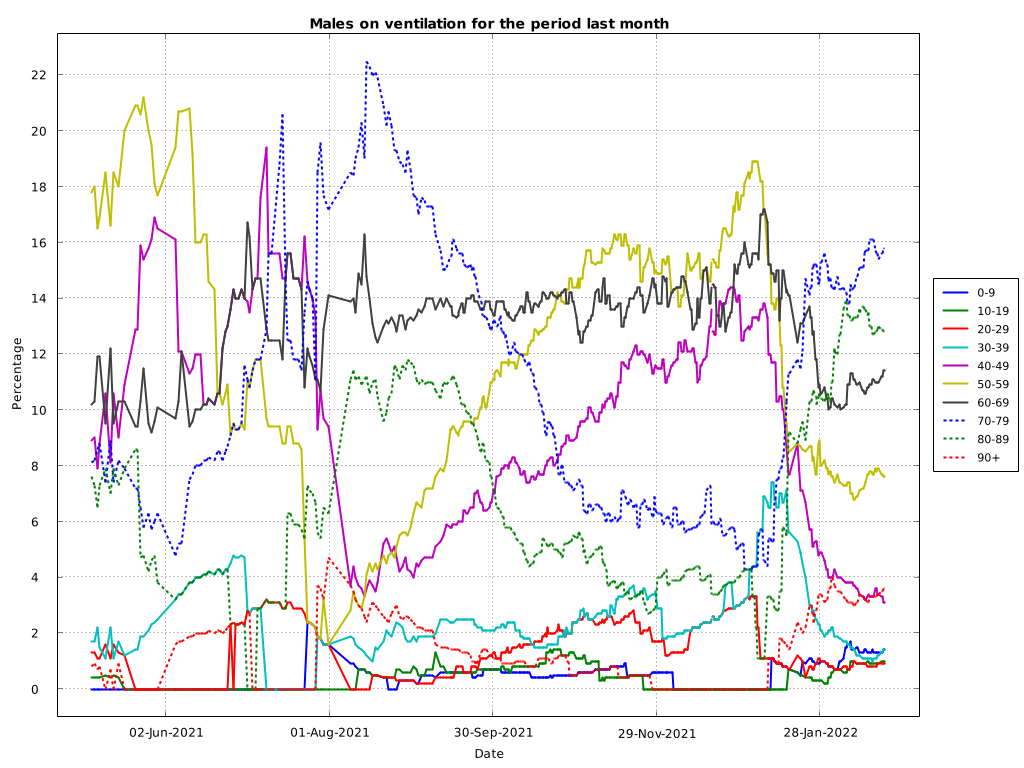 Males on ventilation for the period last month
22
20
18
16
14
12
10
8
6
4
2
0
Percentage
02-Jun-2021
01-Aug-2021
30-Sep-2021
29-Nov-2021
28-Jan-2022
Date
0-9
10-19
20-29
30-39
40-49
50-59
60-69
70-79
80-89
90+